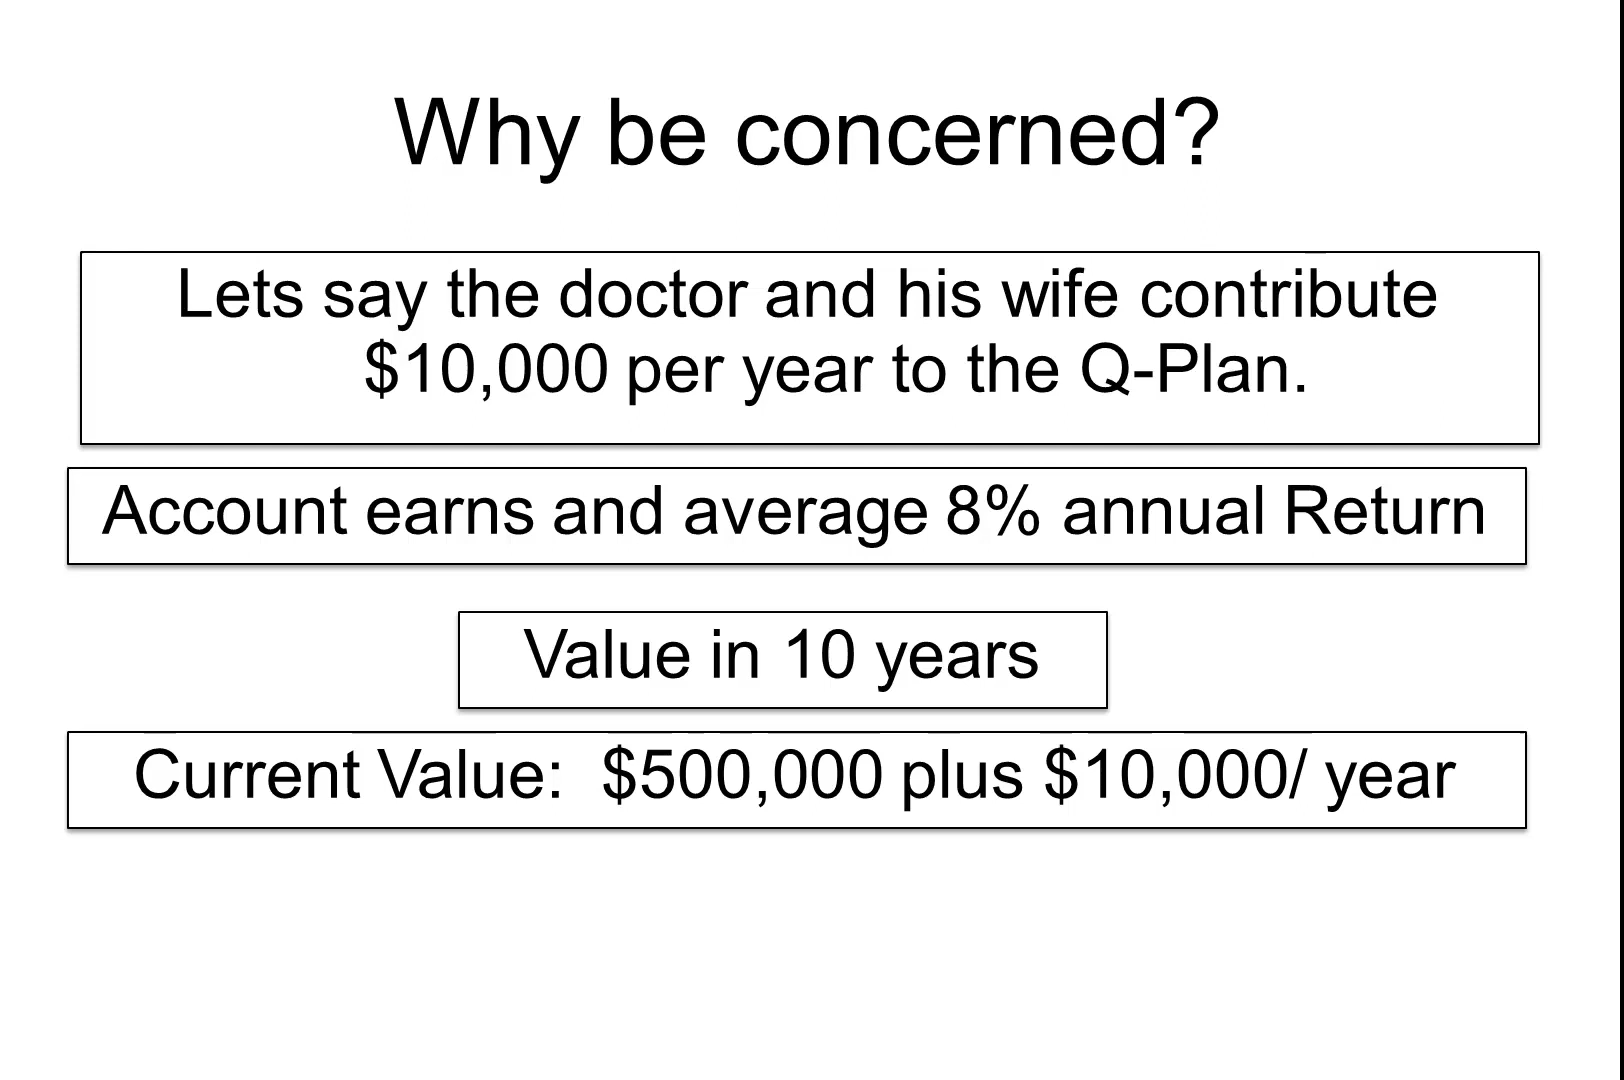 Why be concerned?
Lets say the doctor and his wife contribute
$10,000 per year to the Q-Plan.
Account earns and average 8% annual Return
Value in 10 years
Current Value:  $500,000 plus $10,000/ year